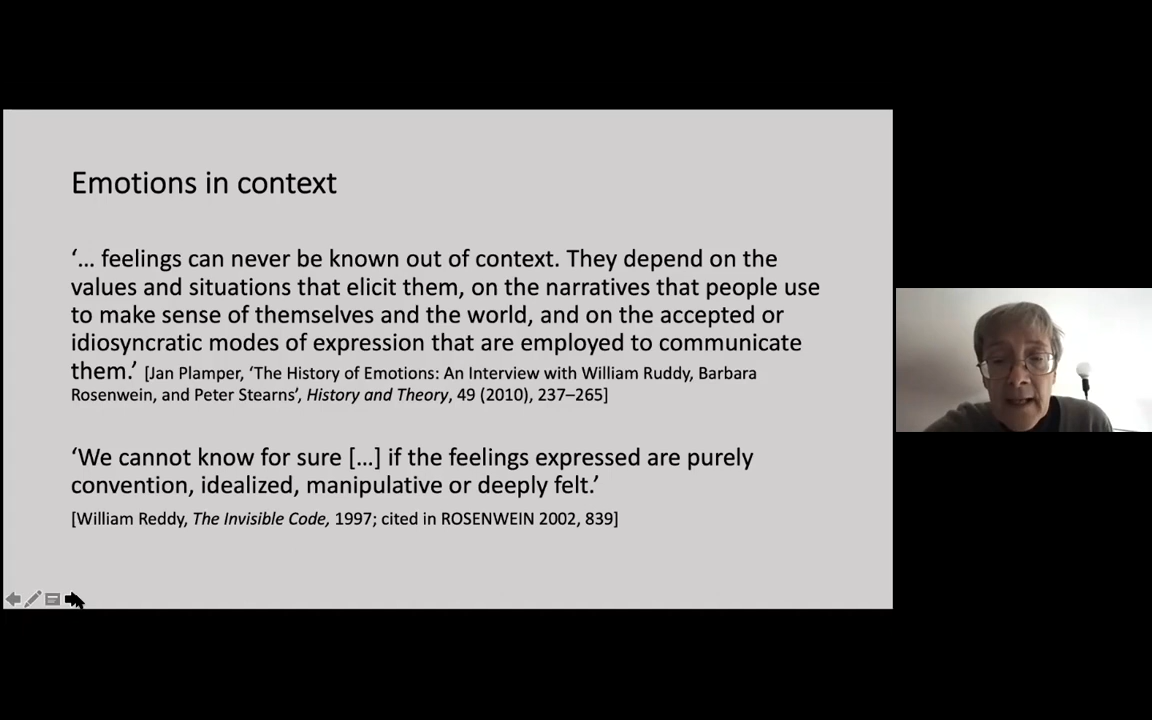 Emotions in context
‘... feelings can never be known out of context. They depend on the
values and situations that elicit them, on the narratives that people use
to make sense of themselves and the world, and on the accepted or
idiosyncratic modes of expression that are employed to communicate
them.’ [Jan Plamper, ‘The History of Emotions: An Interview with William Ruddy, Barbara
Rosenwein, and Peter Stearns’, History and Theory, 49 (2010), 237–265]
‘We cannot know for sure [...] if the feelings expressed are purely
convention, idealized, manipulative or deeply felt.’
[William Reddy, The Invisible Code, 1997; cited in ROSENWEIN 2002, 839]